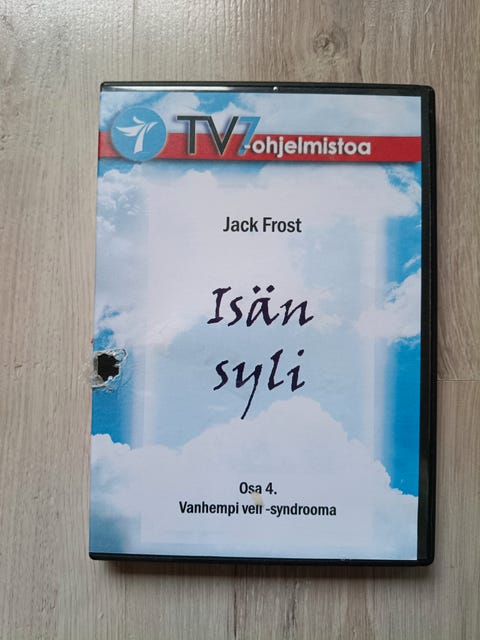 TV7-ohjelmistoa
Jack Frost
Isän
syli
Osa 4.
Vanhempi veli -syndrooma